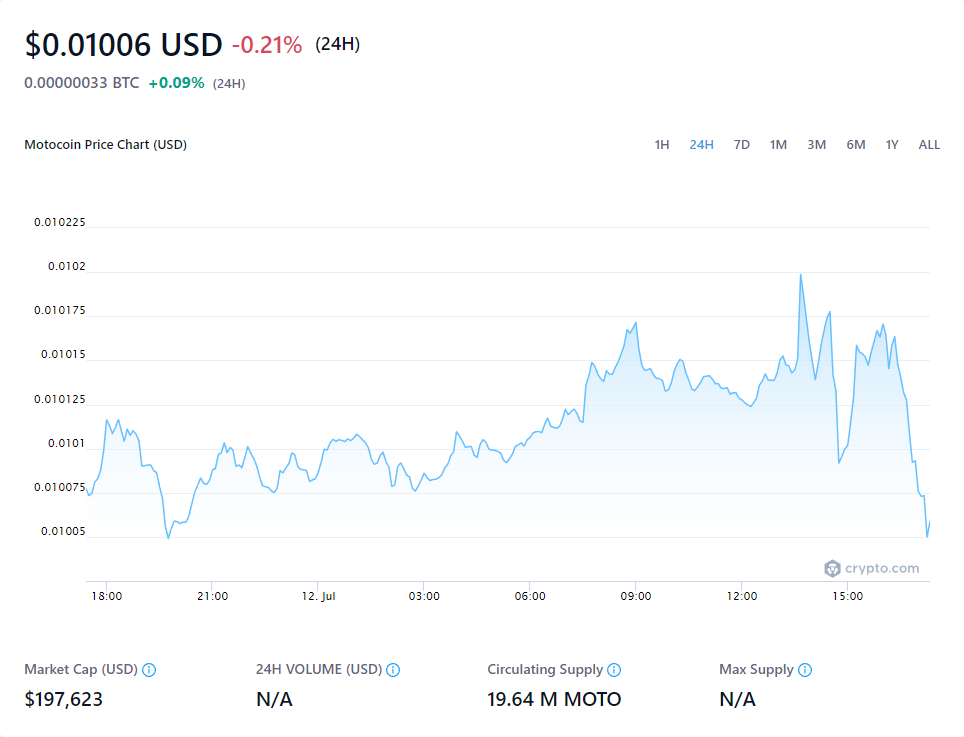 $0.01006 USD -0.21% (24H)
0.00000033 BTC +0.09% (24H)
Motocoin Price Chart (USD) 1H 24H 7D 1M 3M 6M 1Y ALL
0.010225
0.0102
0.010175
0.01015
0.010125
0.0101
0.010075
0.01005
crypto.com
18:00 21:00 12. Jul 03:00 06:00 09:00 12:00 15:00
Market Cap (USD) 24H VOLUME (USD) Circulating Supply Max Supply
$197,623 N/A 19.64 M MOTO N/A